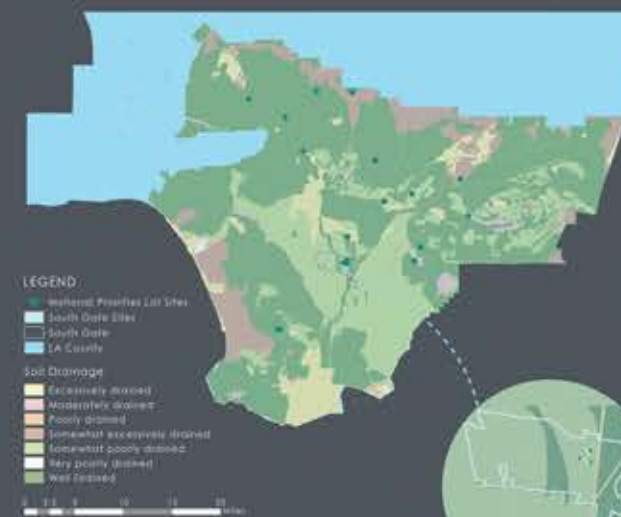 LEGEND
National Priorities List Sites
South Gate Sites
South Gate
LA County
Soil Drainage
Excessively drained
Moderately drained
Poorly drained
Somewhat excessively drained
Somewhat poorly drained
Very poorly drained
Well Drained
Miles